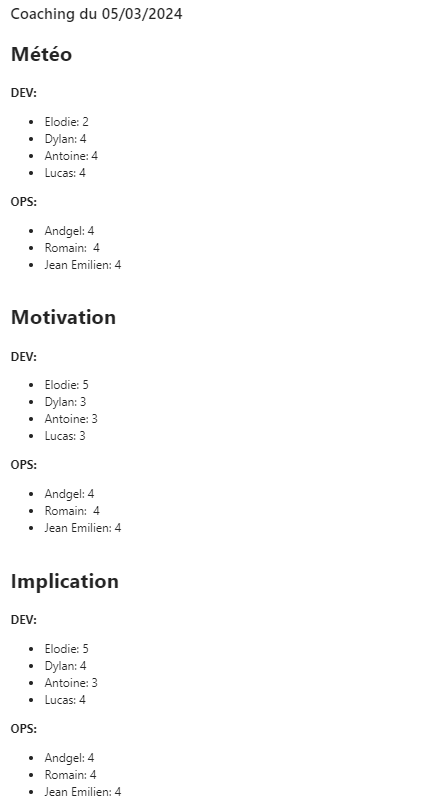 Coaching du 05/03/2024
Météo
DEV:
• Elodie: 2
• Dylan: 4
• Antoine: 4
• Lucas: 4
OPS:
• Andgel: 4
• Romain:  4
• Jean Emilien: 4
Motivation
DEV:
• Elodie: 5
• Dylan: 3
• Antoine: 3
• Lucas: 3
OPS:
• Andgel: 4
• Romain:  4
• Jean Emilien: 4
Implication
DEV:
• Elodie: 5
• Dylan: 4
• Antoine: 3
• Lucas: 4
OPS:
• Andgel: 4
• Romain: 4
• Jean Emilien: 4